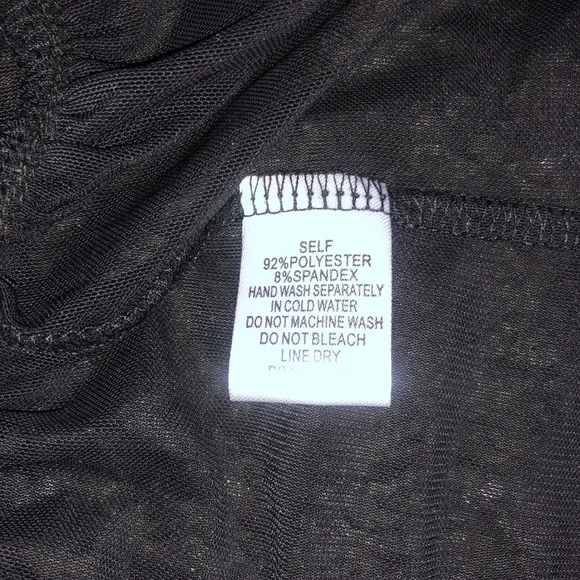 SELF
92%POLYESTER
8%SPANDEX
HAND WASH SEPARATELY
IN COLD WATER
DO NOT MACHINE WASH
DO NOT BLEACH
LINE DRY